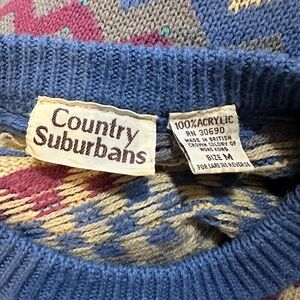 Country
Suburbans
100% ACRYLIC
RN 30690
MADE IN BRITISH
CROWN COLONY OF
HONG KONG
SIZE M
FOR CARE SEE REVERSE